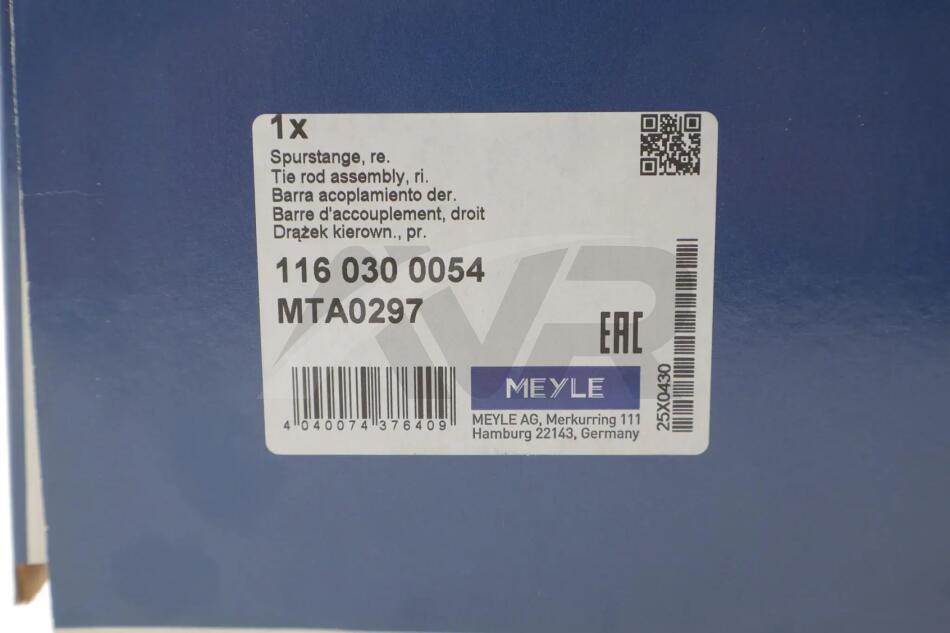 1x
Spurstange, re.
Tie rod assembly, ri.
Barra acoplamiento der.
Barre d'accouplement, droit
Drążek kierown., pr.
116 030 0054
MTA0297
EAC
MEYLE
MEYLE AG, Merkurring 111
Hamburg 22143, Germany
4 040074 376409
25X0430
NVR